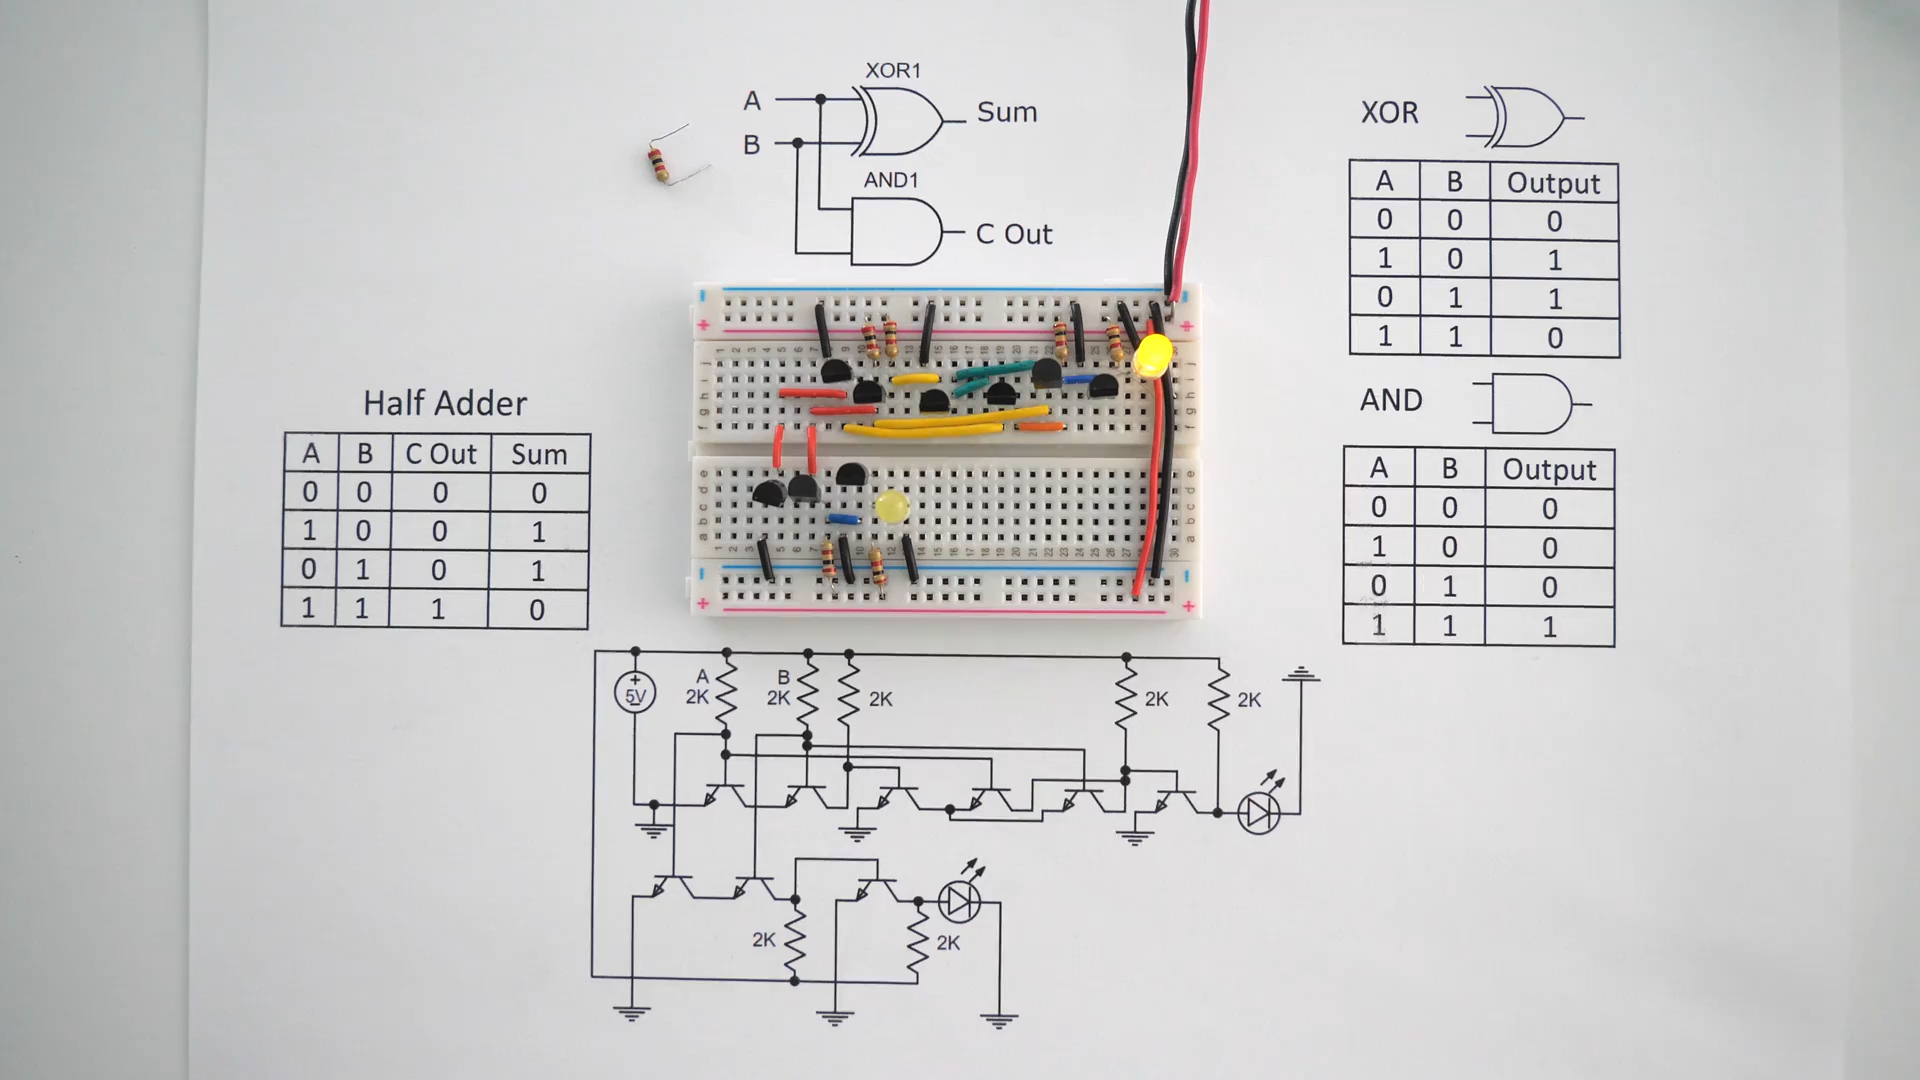 XOR1
A
Sum
B
AND1
C Out
XOR
A B Output
0 0 0
1 0 1
0 1 1
1 1 0
AND
A B Output
0 0 0
1 0 0
0 1 0
1 1 1
Half Adder
A B C Out Sum
0 0 0 0
1 0 0 1
0 1 0 1
1 1 1 0
A
2K
B
2K
2K
2K
2K
+
5V
2K
2K